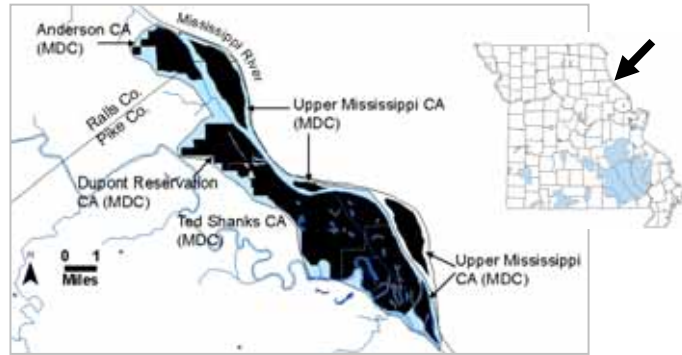 Anderson CA
(MDC)
Mississippi River
Upper Mississippi CA
(MDC)
Ralls Co.
Pike Co.
Dupont Reservation
CA (MDC)
Ted Shanks CA
(MDC)
Upper Mississippi
CA (MDC)
N
0 1
Miles